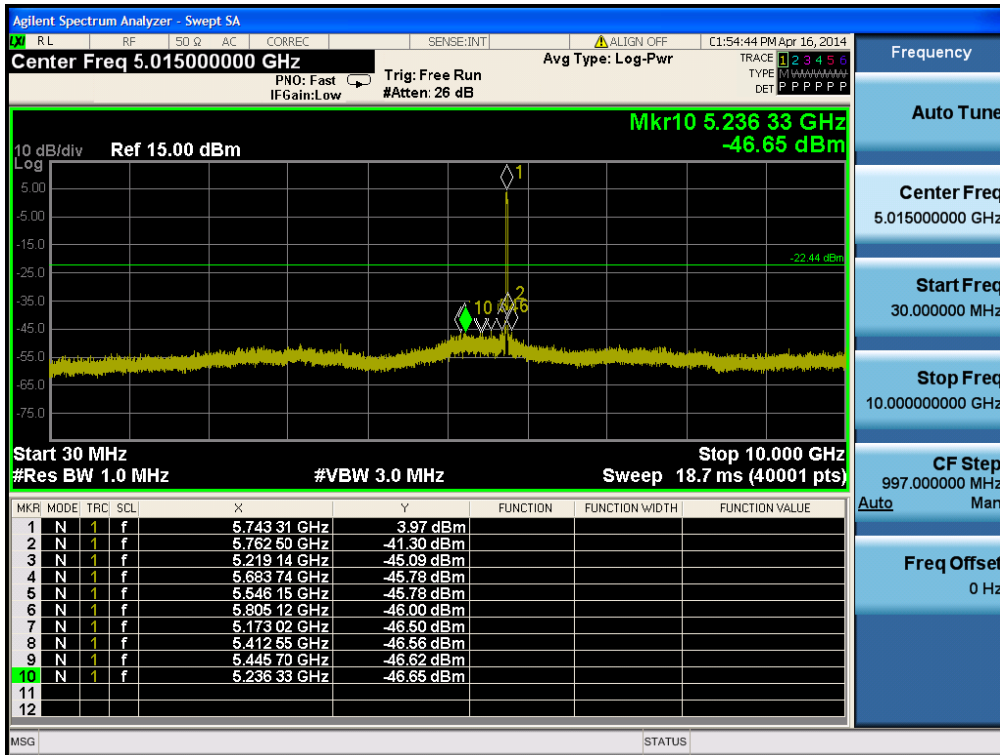 Agilent Spectrum Analyzer - Swept SA
LXI RL RF 50 Ω AC CORREC SENSE:INT ALIGN OFF 01:54:44 PM Apr 16, 2014
Center Freq 5.015000000 GHz
PNO: Fast
IFGain:Low
Trig: Free Run
#Atten: 26 dB
Avg Type: Log-Pwr
TRACE 1 2 3 4 5 6
TYPE M
DET P P P P P P
Mkr10 5.236 33 GHz
-46.65 dBm
10 dB/div
Log
Ref 15.00 dBm
5.00
-5.00
-15.0
-25.0
-35.0
-45.0
-55.0
-65.0
-75.0
1
-22.44 dBm
2
10
6
Start 30 MHz
Stop 10.000 GHz
#Res BW 1.0 MHz
#VBW 3.0 MHz
Sweep 18.7 ms (40001 pts)
MKR MODE TRC SCL X Y FUNCTION FUNCTION WIDTH FUNCTION VALUE
1 N 1 f 5.743 31 GHz 3.97 dBm
2 N 1 f 5.762 50 GHz -41.30 dBm
3 N 1 f 5.219 14 GHz -45.09 dBm
4 N 1 f 5.683 74 GHz -45.78 dBm
5 N 1 f 5.546 15 GHz -45.78 dBm
6 N 1 f 5.805 12 GHz -46.00 dBm
7 N 1 f 5.173 02 GHz -46.50 dBm
8 N 1 f 5.412 55 GHz -46.56 dBm
9 N 1 f 5.445 70 GHz -46.62 dBm
10 N 1 f 5.236 33 GHz -46.65 dBm
11
12
MSG
STATUS
Frequency
Auto Tune
Center Freq
5.015000000 GHz
Start Freq
30.000000 MHz
Stop Freq
10.000000000 GHz
CF Step
997.000000 MHz
Auto Man
Freq Offset
0 Hz